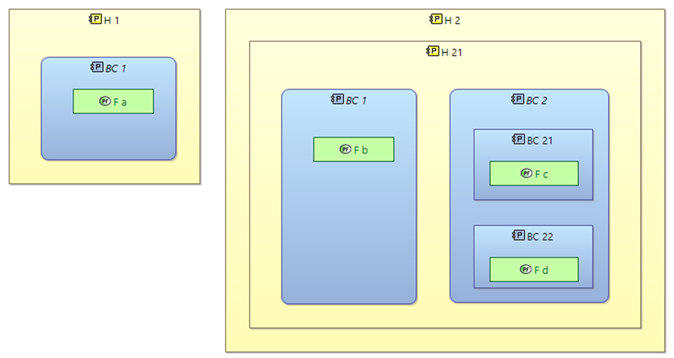 H 1
BC 1
F a
H 2
H 21
BC 1
F b
BC 2
BC 21
F c
BC 22
F d